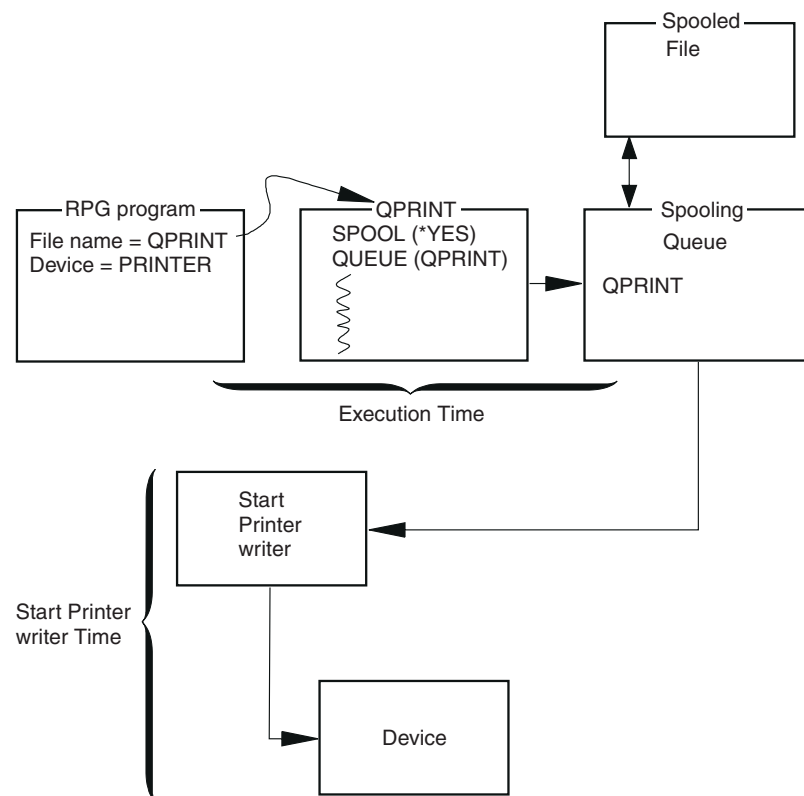 Spooled
File
RPG program
File name = QPRINT
Device = PRINTER
QPRINT
SPOOL (*YES)
QUEUE (QPRINT)
Spooling
Queue
QPRINT
Execution Time
Start
Printer
writer
Start Printer
writer Time
Device